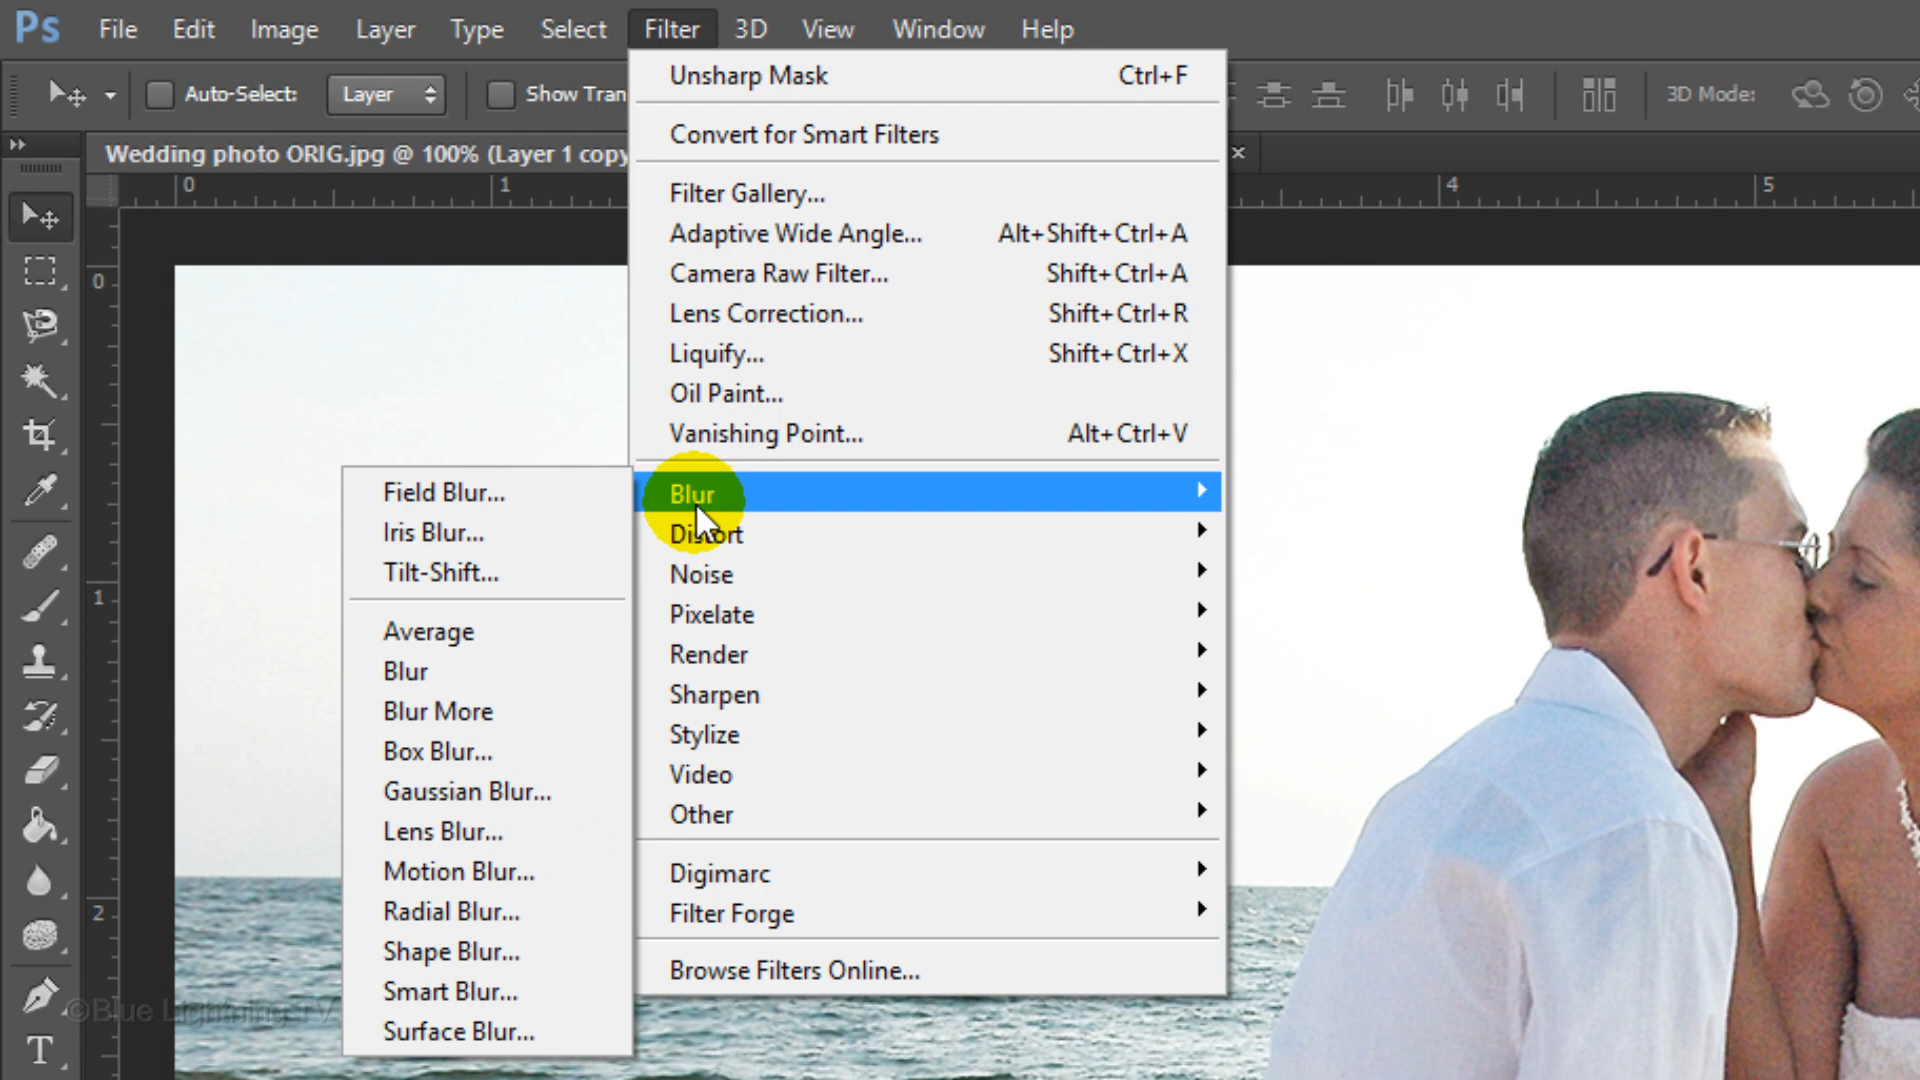 Ps File Edit Image Layer Type Select Filter 3D View Window Help
Auto-Select: Layer Show Tran 3D Mode:
Wedding photo ORIG.jpg @ 100% (Layer 1 copy
0 1 4 5
0
1
2
Unsharp Mask Ctrl+F
Convert for Smart Filters
Filter Gallery...
Adaptive Wide Angle... Alt+Shift+Ctrl+A
Camera Raw Filter... Shift+Ctrl+A
Lens Correction... Shift+Ctrl+R
Liquify... Shift+Ctrl+X
Oil Paint...
Vanishing Point... Alt+Ctrl+V
Blur
Distort
Noise
Pixelate
Render
Sharpen
Stylize
Video
Other
Digimarc
Filter Forge
Browse Filters Online...
Field Blur...
Iris Blur...
Tilt-Shift...
Average
Blur
Blur More
Box Blur...
Gaussian Blur...
Lens Blur...
Motion Blur...
Radial Blur...
Shape Blur...
Smart Blur...
Surface Blur...
©Blue Lightning TV
T